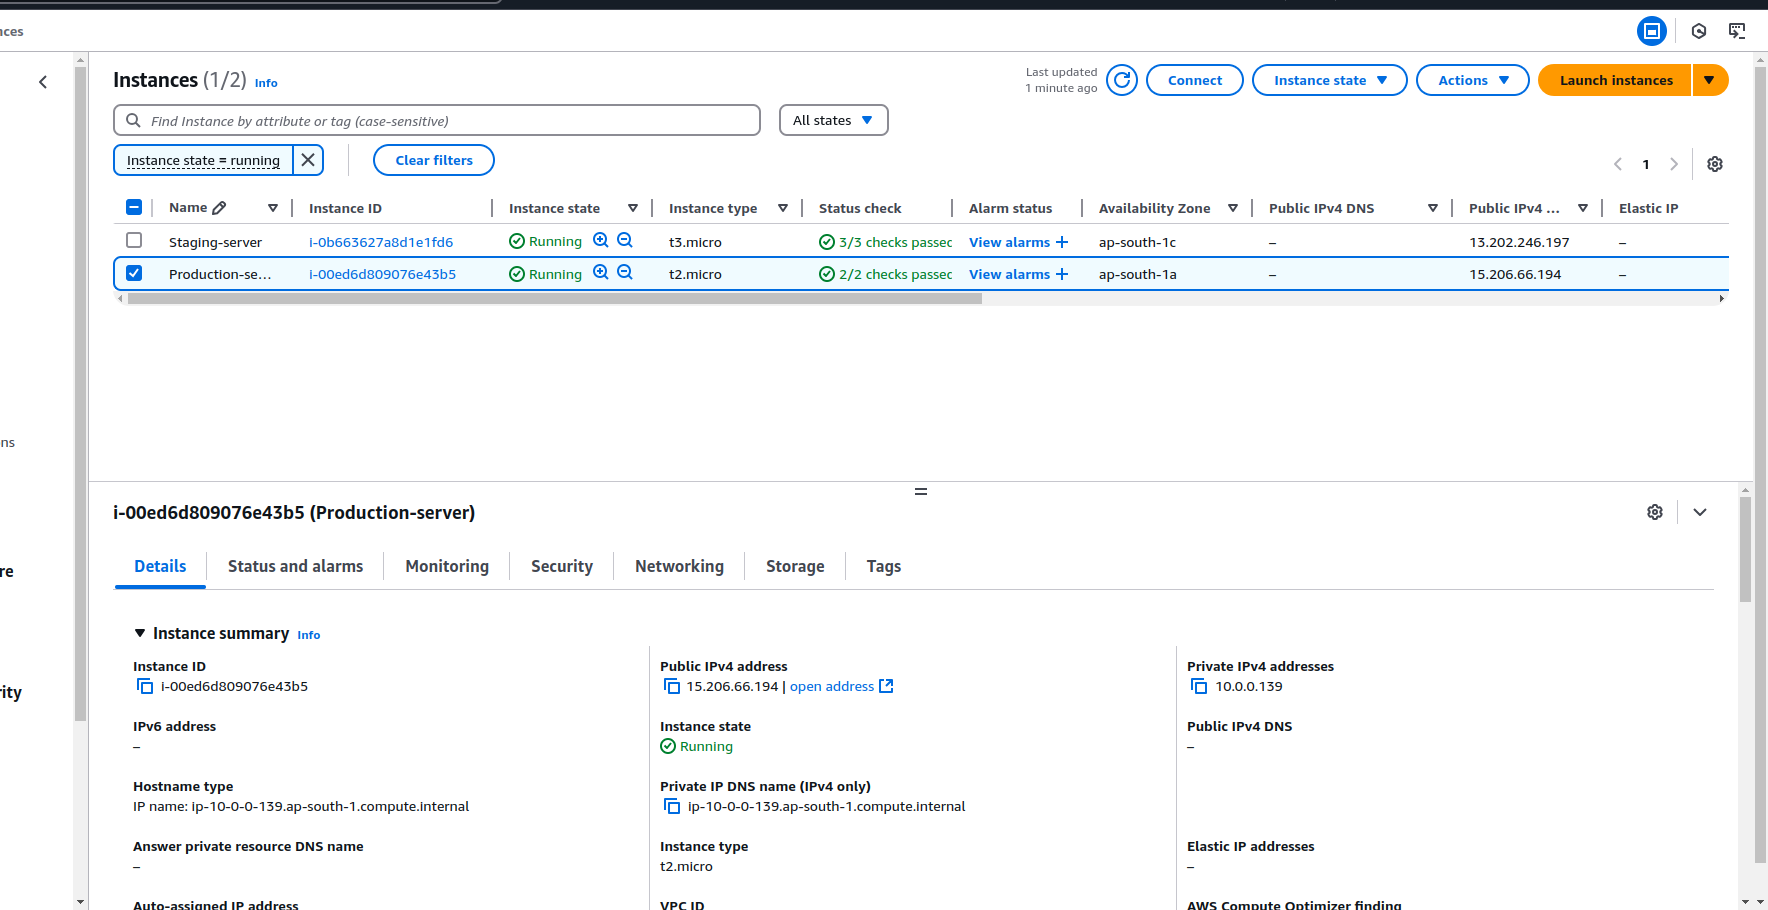 nces
Instances (1/2) Info
Last updated
1 minute ago
Connect
Instance state
Actions
Launch instances
Find Instance by attribute or tag (case-sensitive)
All states
Instance state = running
Clear filters
1
Name Instance ID Instance state Instance type Status check Alarm status Availability Zone Public IPv4 DNS Public IPv4 ... Elastic IP
Staging-server i-0b663627a8d1e1fd6 Running t3.micro 3/3 checks passec View alarms + ap-south-1c – 13.202.246.197 –
Production-se... i-00ed6d809076e43b5 Running t2.micro 2/2 checks passec View alarms + ap-south-1a – 15.206.66.194 –
ns
re
rity
i-00ed6d809076e43b5 (Production-server)
Details Status and alarms Monitoring Security Networking Storage Tags
Instance summary Info
Instance ID
i-00ed6d809076e43b5
Public IPv4 address
15.206.66.194 | open address
Private IPv4 addresses
10.0.0.139
IPv6 address
–
Instance state
Running
Public IPv4 DNS
–
Hostname type
IP name: ip-10-0-0-139.ap-south-1.compute.internal
Private IP DNS name (IPv4 only)
ip-10-0-0-139.ap-south-1.compute.internal
Answer private resource DNS name
–
Instance type
t2.micro
Elastic IP addresses
–
Auto-assigned IP address
VPC ID
AWS Compute Optimizer finding